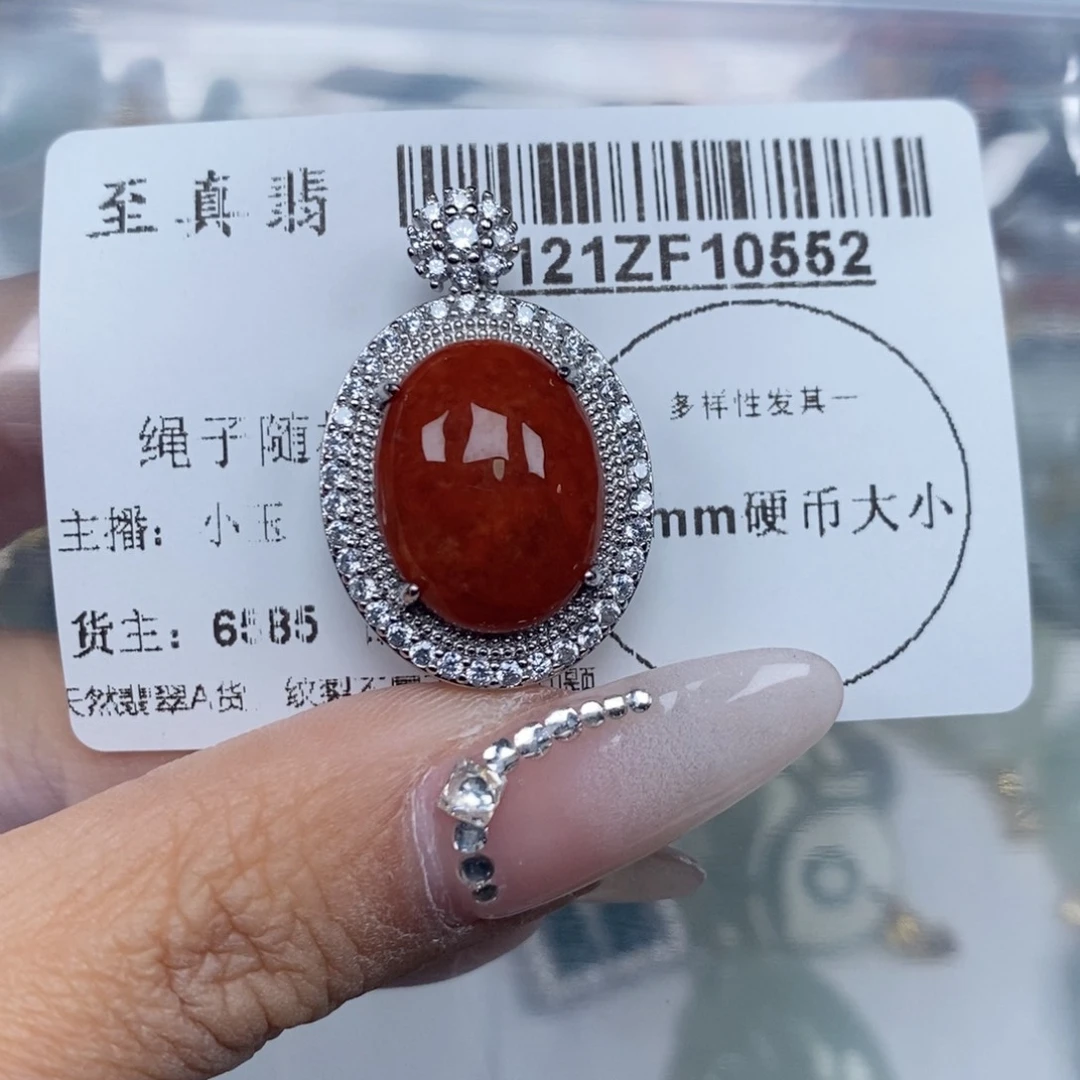 至真翡
121ZF10552
多样性发其一
绳子随
mm硬币大小
主播：小玉
货主：65B5
天然翡翠A货